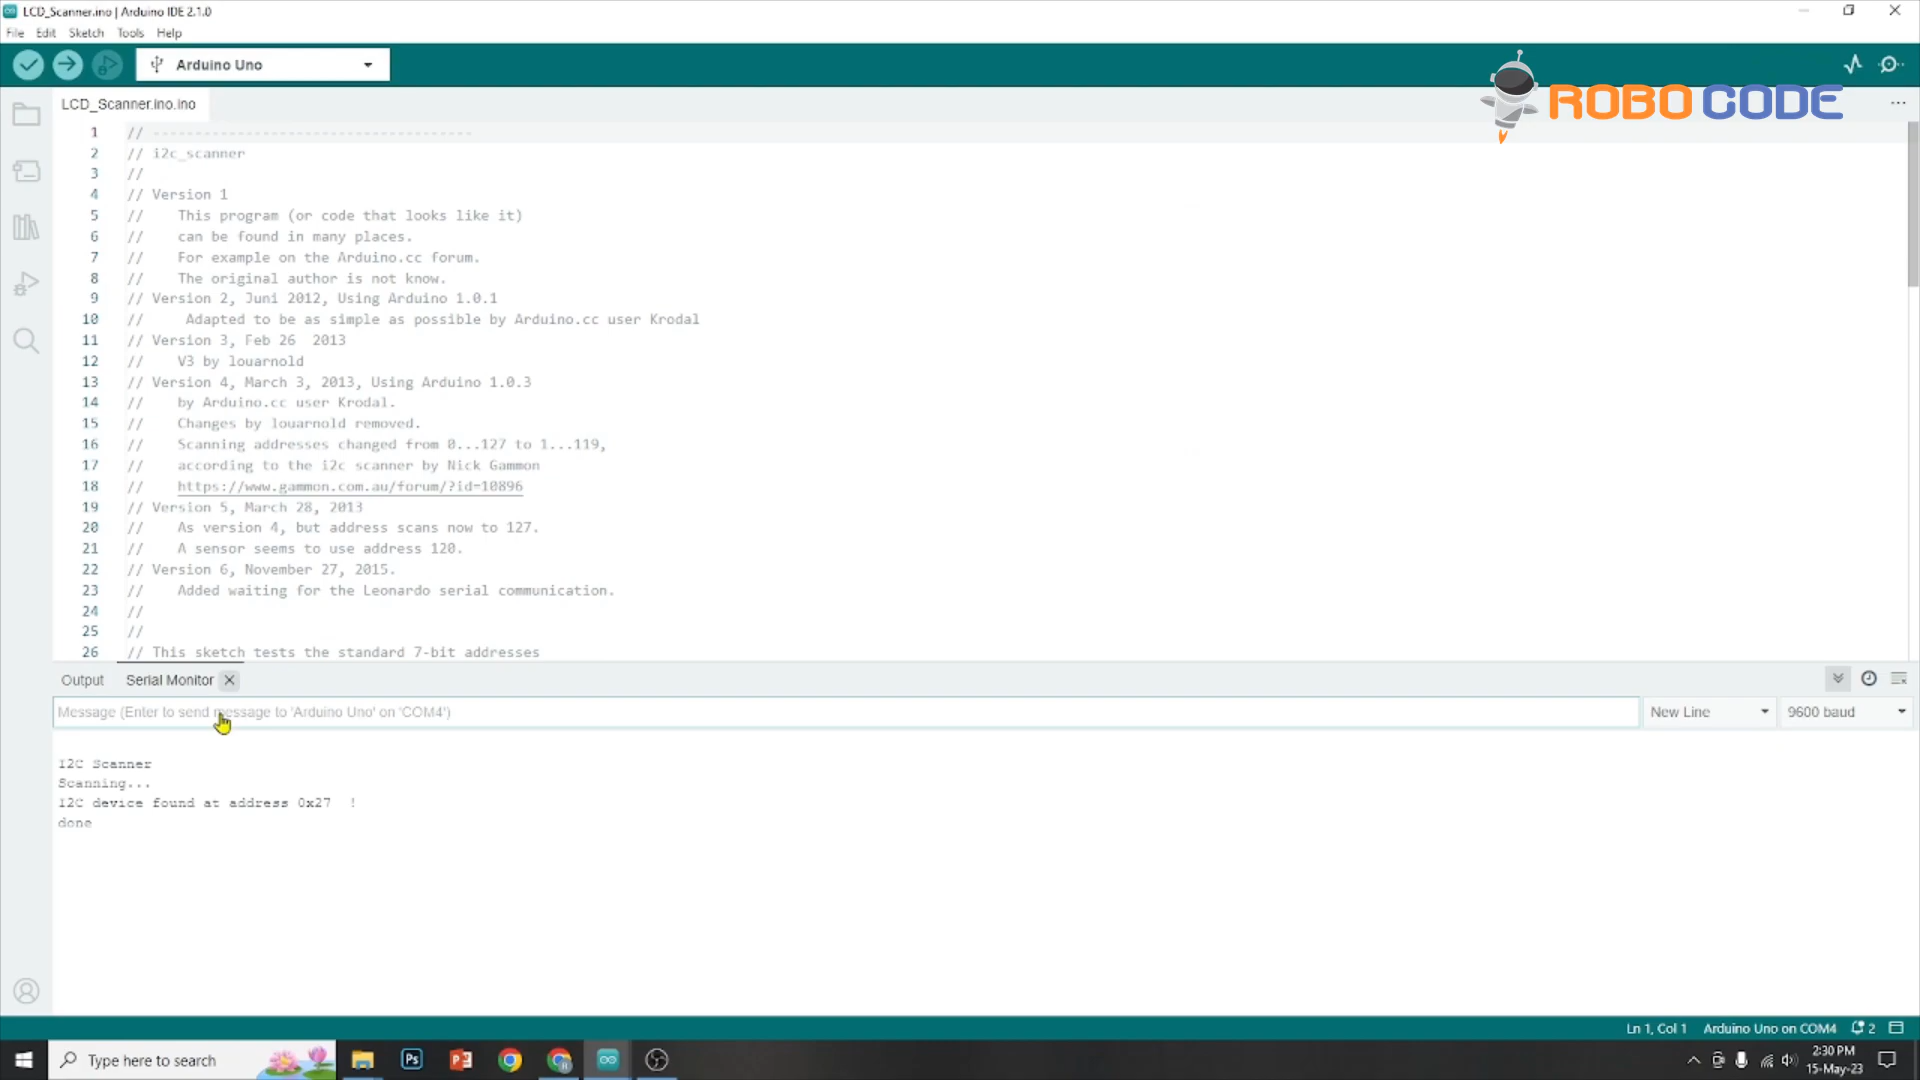 LCD_Scanner.ino | Arduino IDE 2.1.0
File Edit Sketch Tools Help
Arduino Uno
ROBO CODE
LCD_Scanner.ino.ino
1 // --------------------------------------
2 // i2c_scanner
3 //
4 // Version 1
5 //    This program (or code that looks like it)
6 //    can be found in many places.
7 //    For example on the Arduino.cc forum.
8 //    The original author is not know.
9 // Version 2, Juni 2012, Using Arduino 1.0.1
10 //     Adapted to be as simple as possible by Arduino.cc user Krodal
11 // Version 3, Feb 26  2013
12 //    V3 by louarnold
13 // Version 4, March 3, 2013, Using Arduino 1.0.3
14 //    by Arduino.cc user Krodal.
15 //    Changes by louarnold removed.
16 //    Scanning addresses changed from 0...127 to 1...119,
17 //    according to the i2c scanner by Nick Gammon
18 //    https://www.gammon.com.au/forum/?id=10896
19 // Version 5, March 28, 2013
20 //    As version 4, but address scans now to 127.
21 //    A sensor seems to use address 120.
22 // Version 6, November 27, 2015.
23 //    Added waiting for the Leonardo serial communication.
24 //
25 //
26 // This sketch tests the standard 7-bit addresses
Output Serial Monitor
Message (Enter to send message to 'Arduino Uno' on 'COM4')
New Line 9600 baud
I2C Scanner
Scanning...
I2C device found at address 0x27  !
done
Ln 1, Col 1 Arduino Uno on COM4 2
Type here to search
Ps
P
2:30 PM
15-May-23